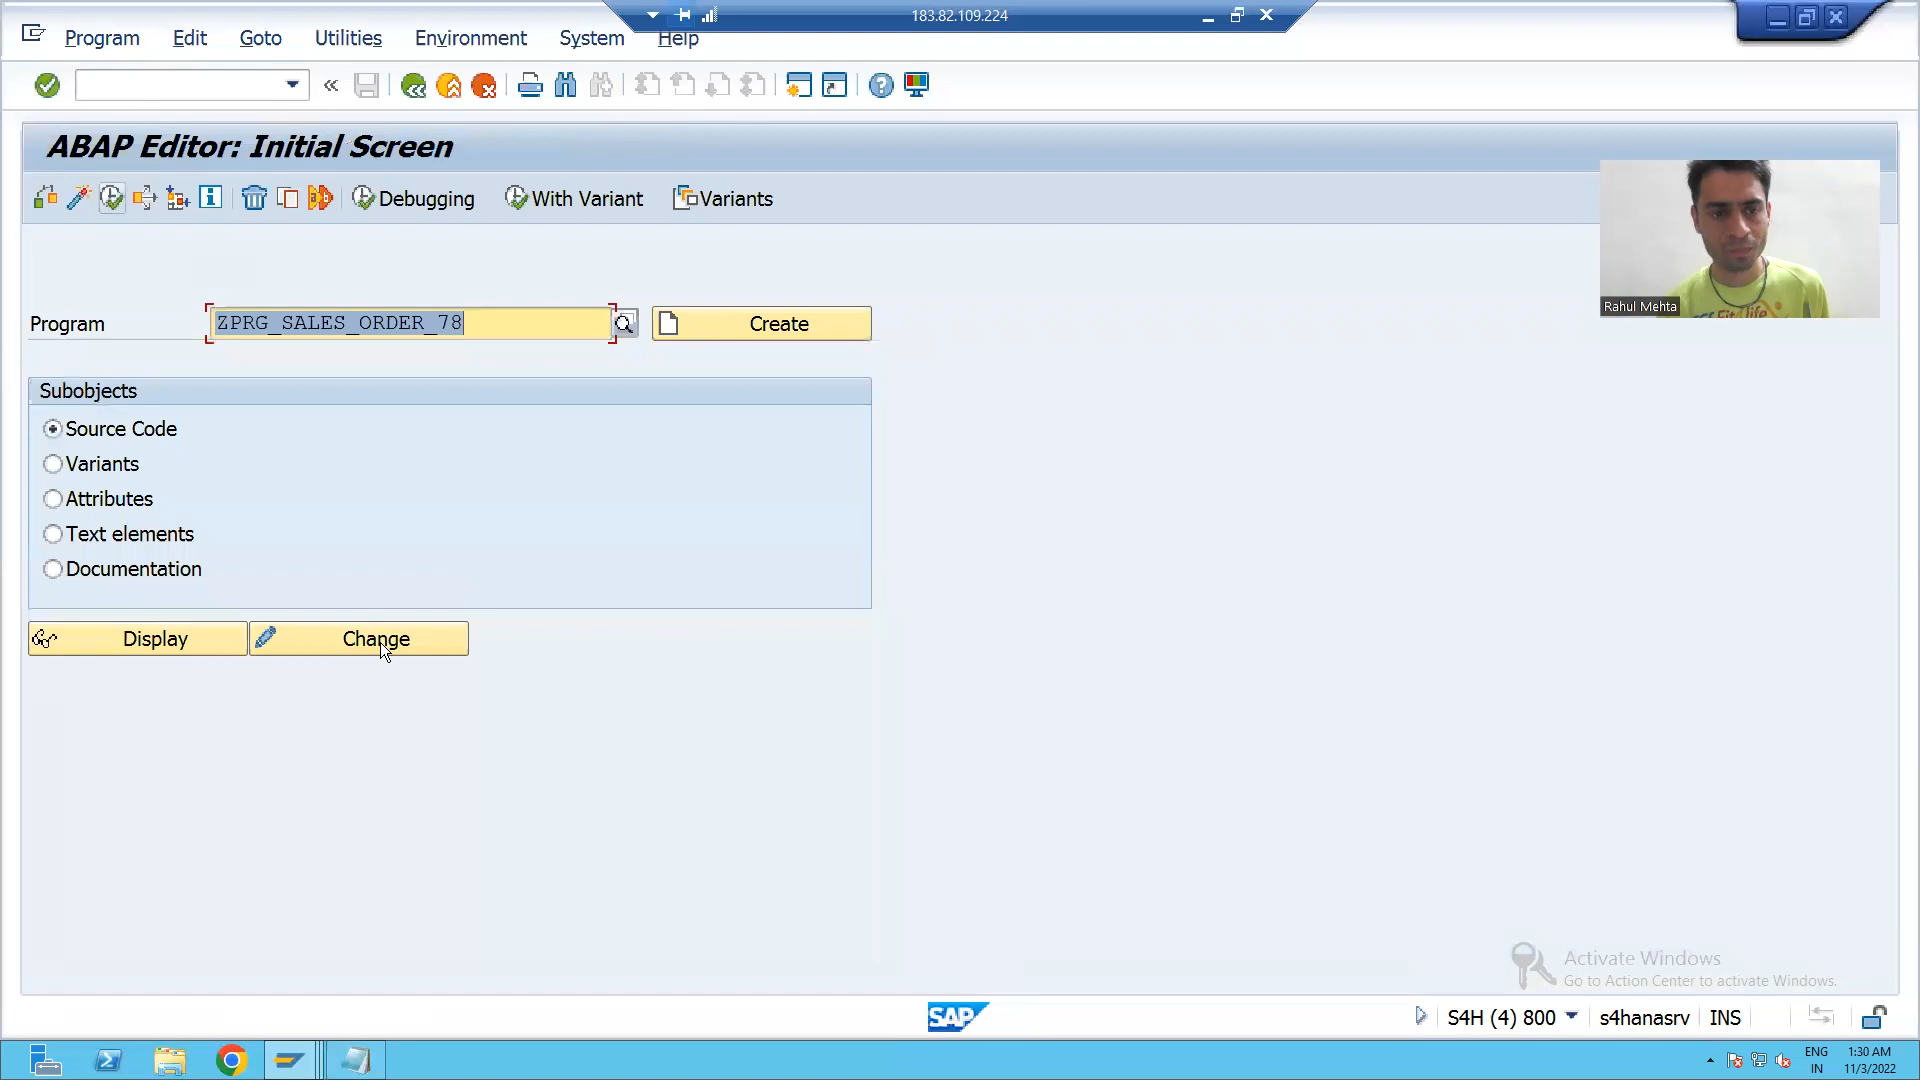 183.82.109.224
Program Edit Goto Utilities Environment System Help
ABAP Editor: Initial Screen
Debugging With Variant Variants
Rahul Mehta
Program ZPRG_SALES_ORDER_78 Create
Subobjects
Source Code
Variants
Attributes
Text elements
Documentation
Display Change
Activate Windows
Go to Action Center to activate Windows.
SAP S4H (4) 800 s4hanasrv INS
ENG 1:30 AM
IN 11/3/2022